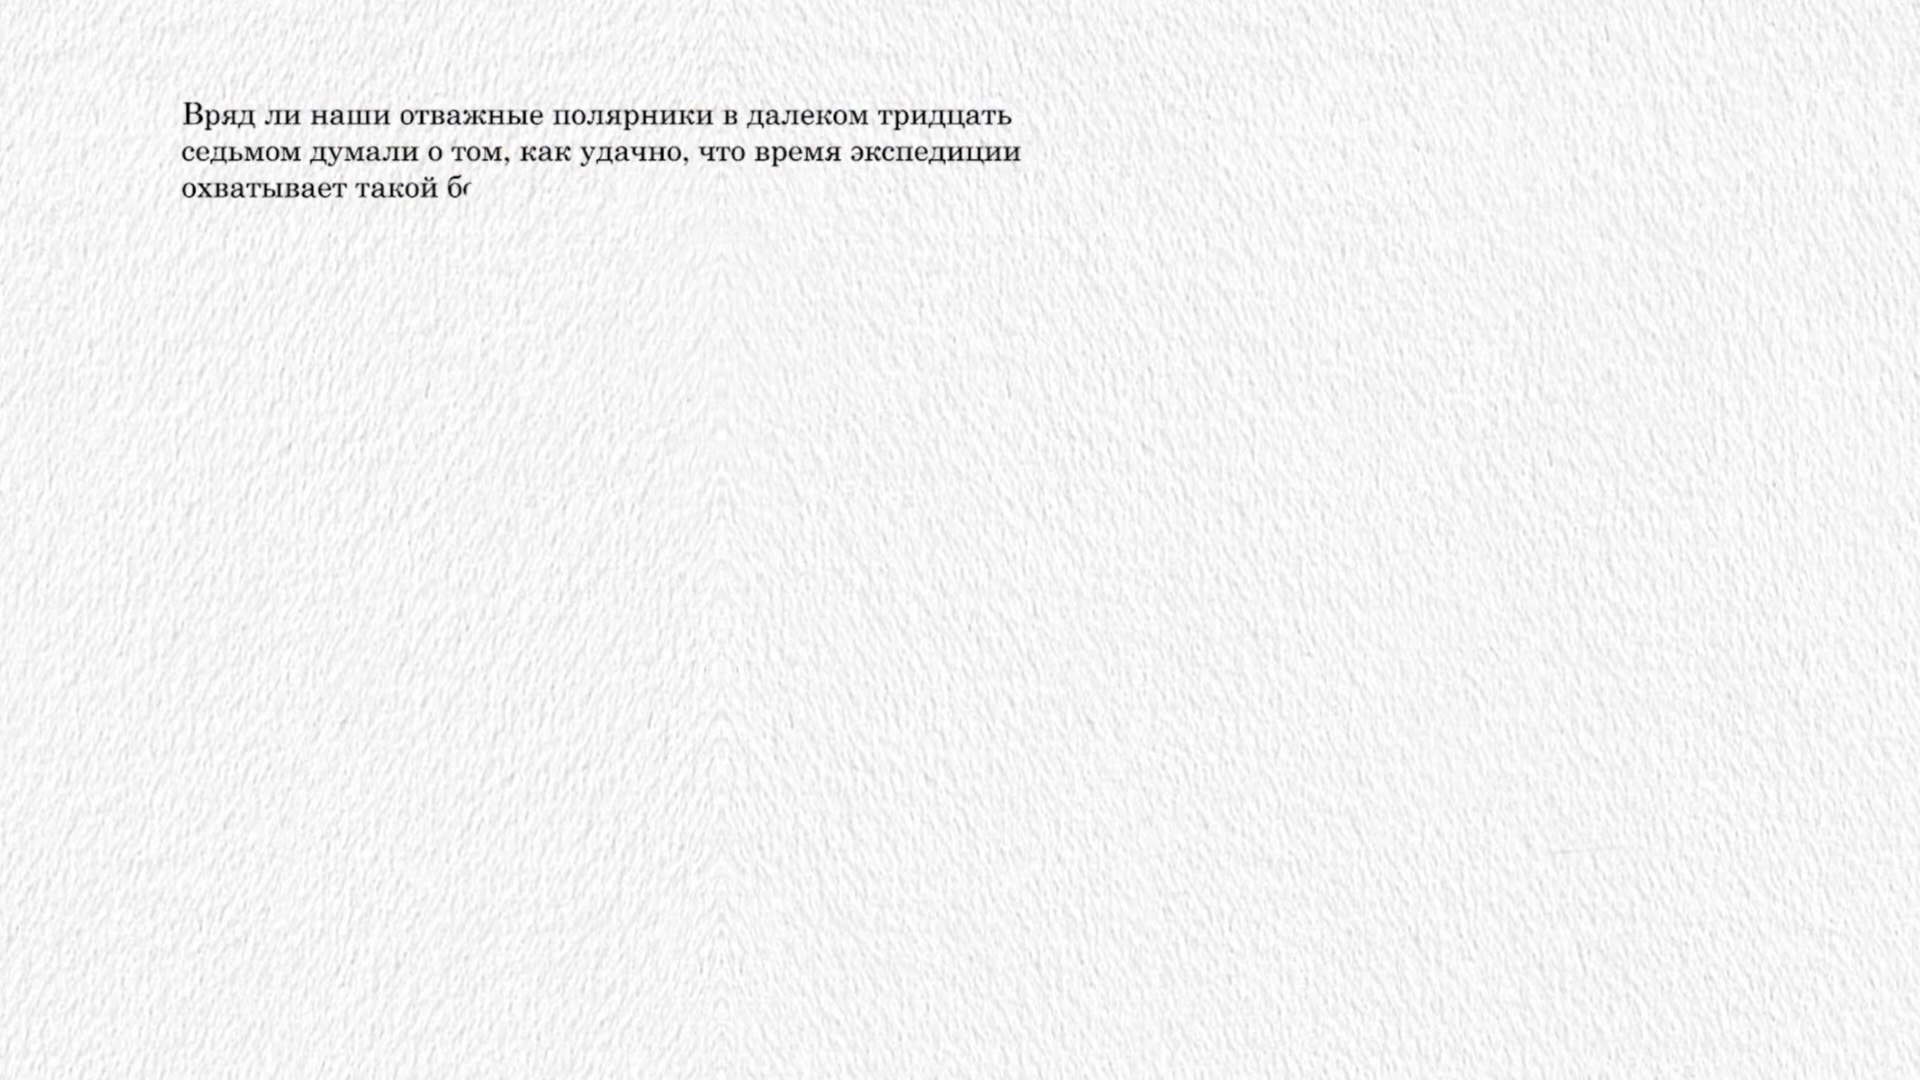 Вряд ли наши отважные полярники в далеком тридцать
седьмом думали о том, как удачно, что время экспедиции
охватывает такой